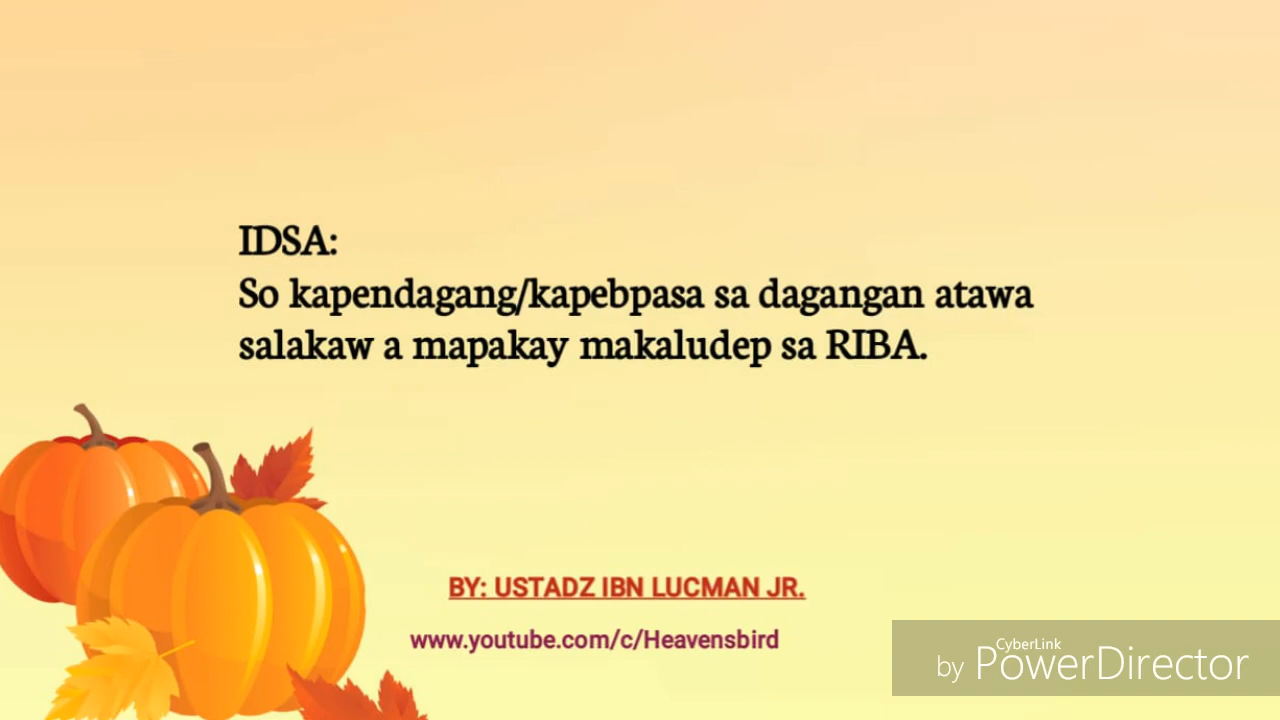 IDSA:
So kapendagang/kapebpasa sa dagangan atawa
salakaw a mapakay makaludep sa RIBA.
BY: USTADZ IBN LUCMAN JR.
www.youtube.com/c/Heavensbird
CyberLink
by PowerDirector